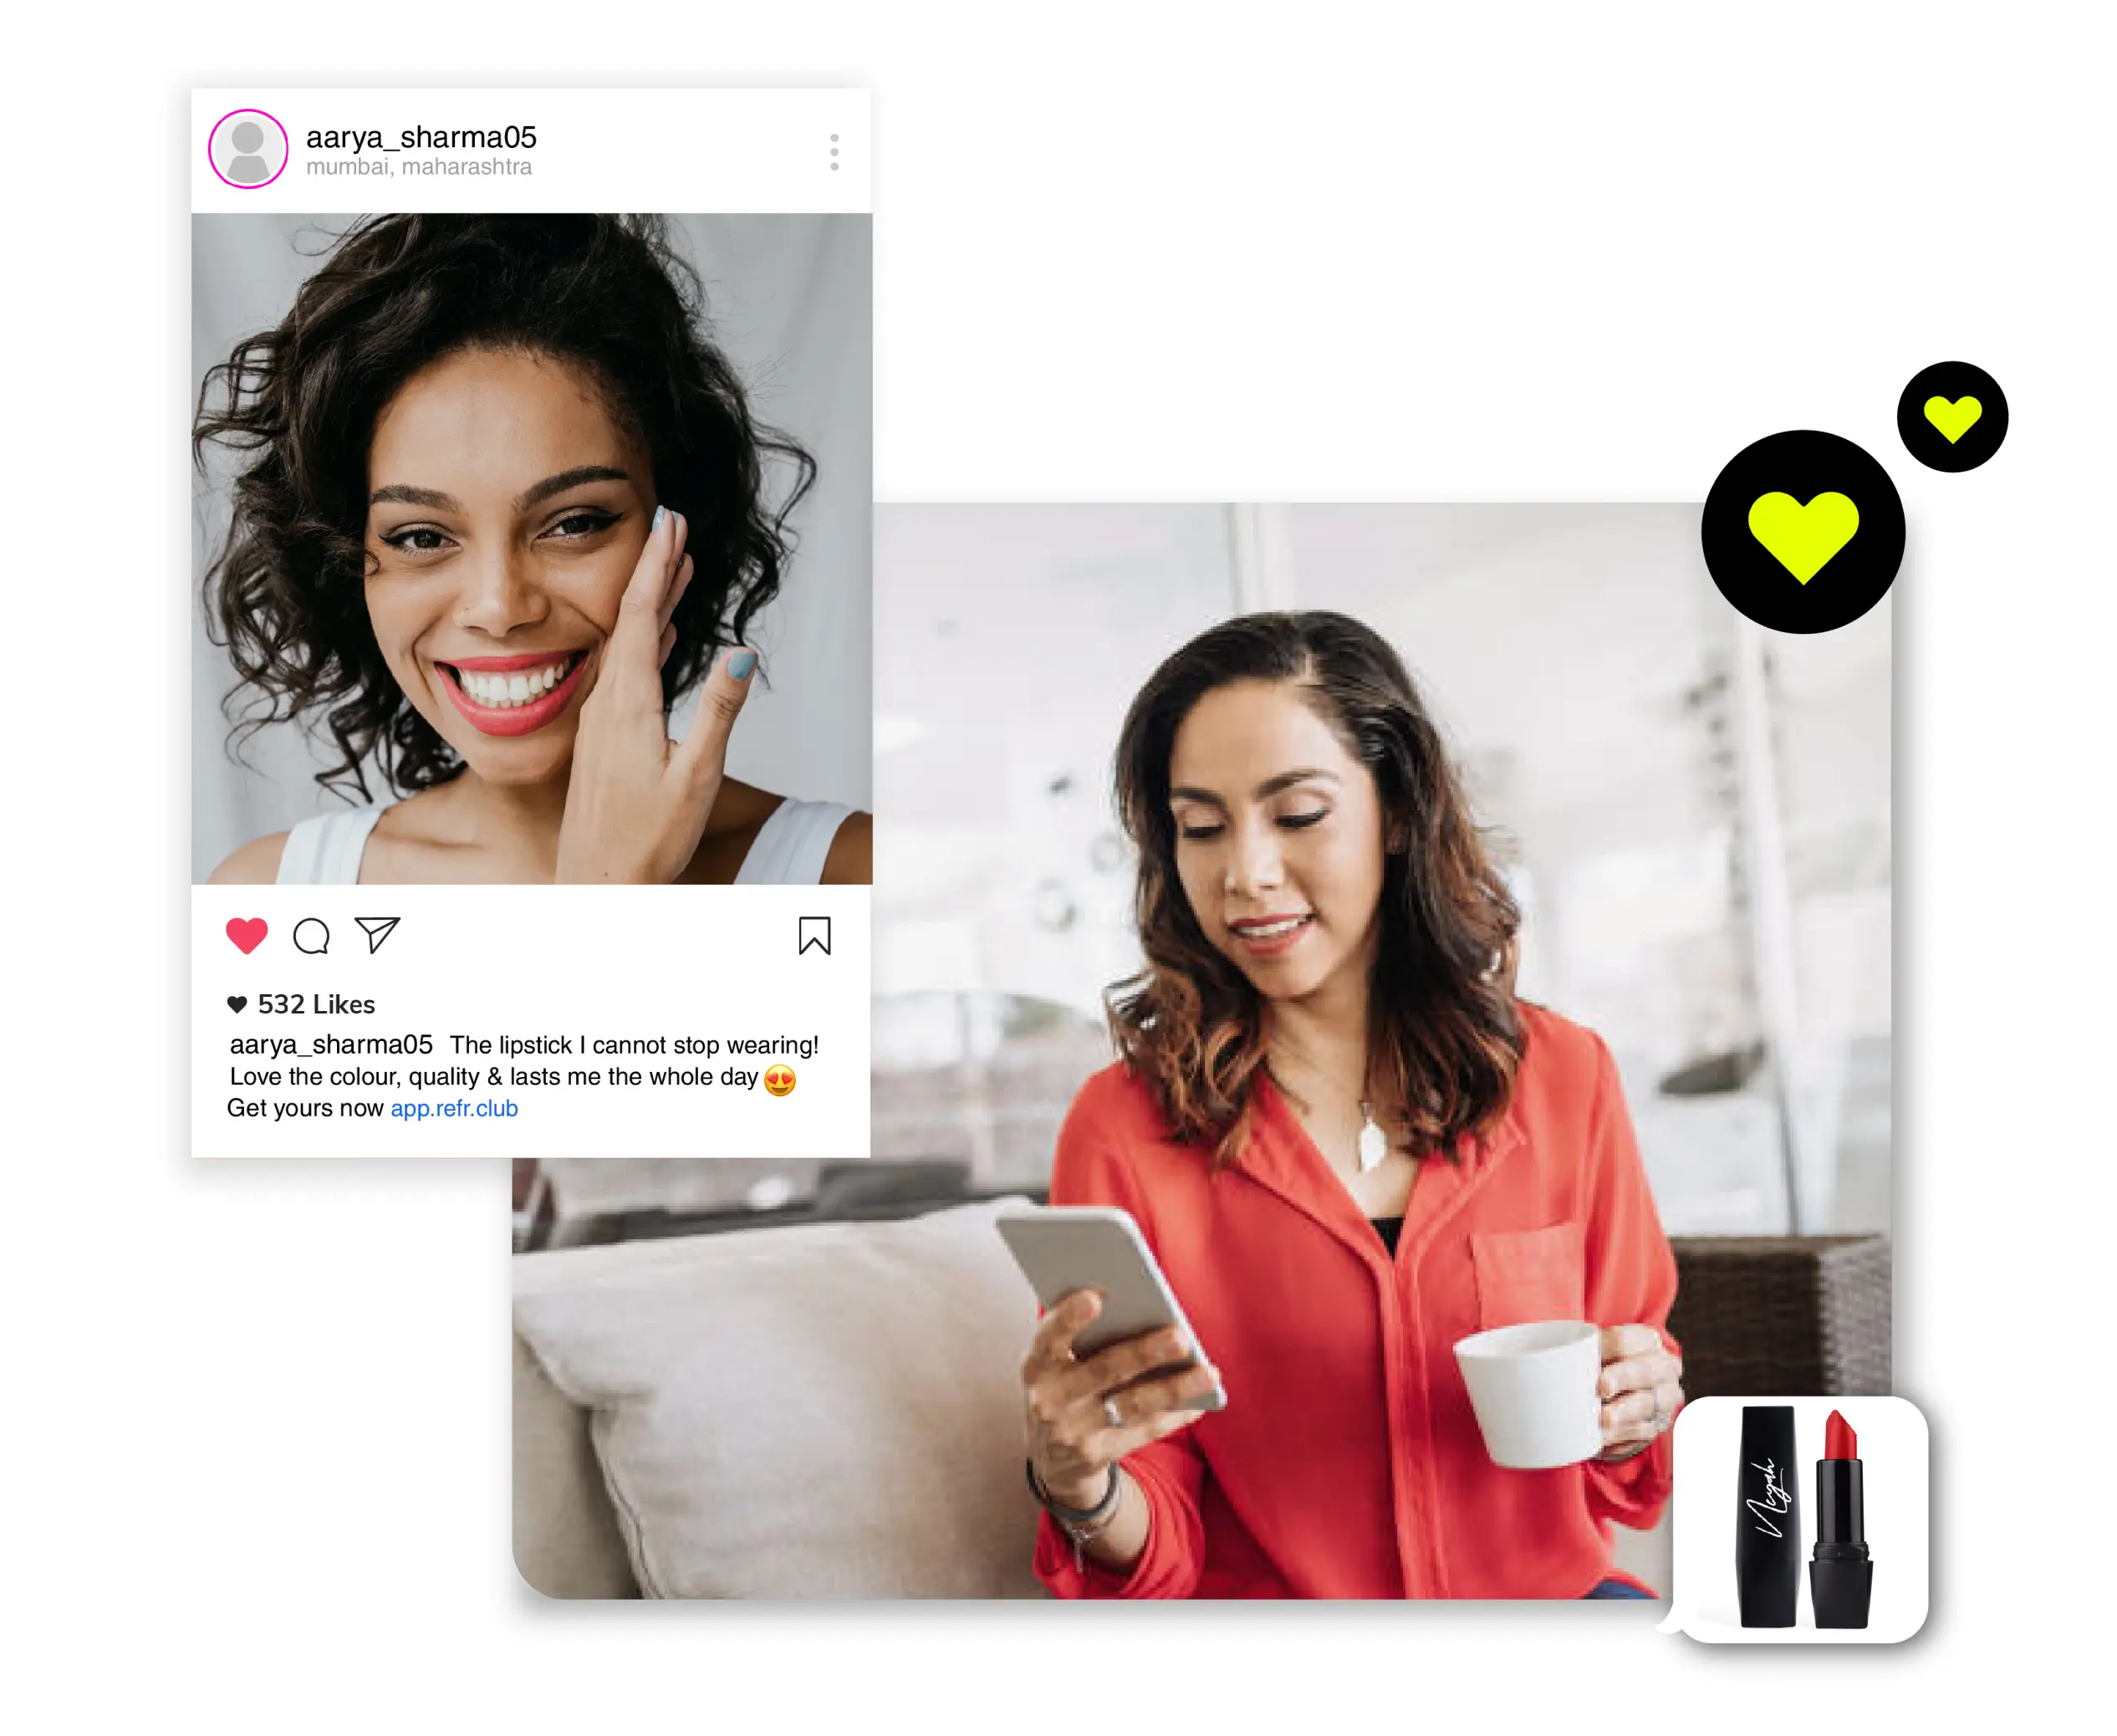 aarya_sharma05
mumbai, maharashtra
532 Likes
aarya_sharma05 The lipstick I cannot stop wearing!
Love the colour, quality & lasts me the whole day😍
Get yours now app.refr.club
Neyah